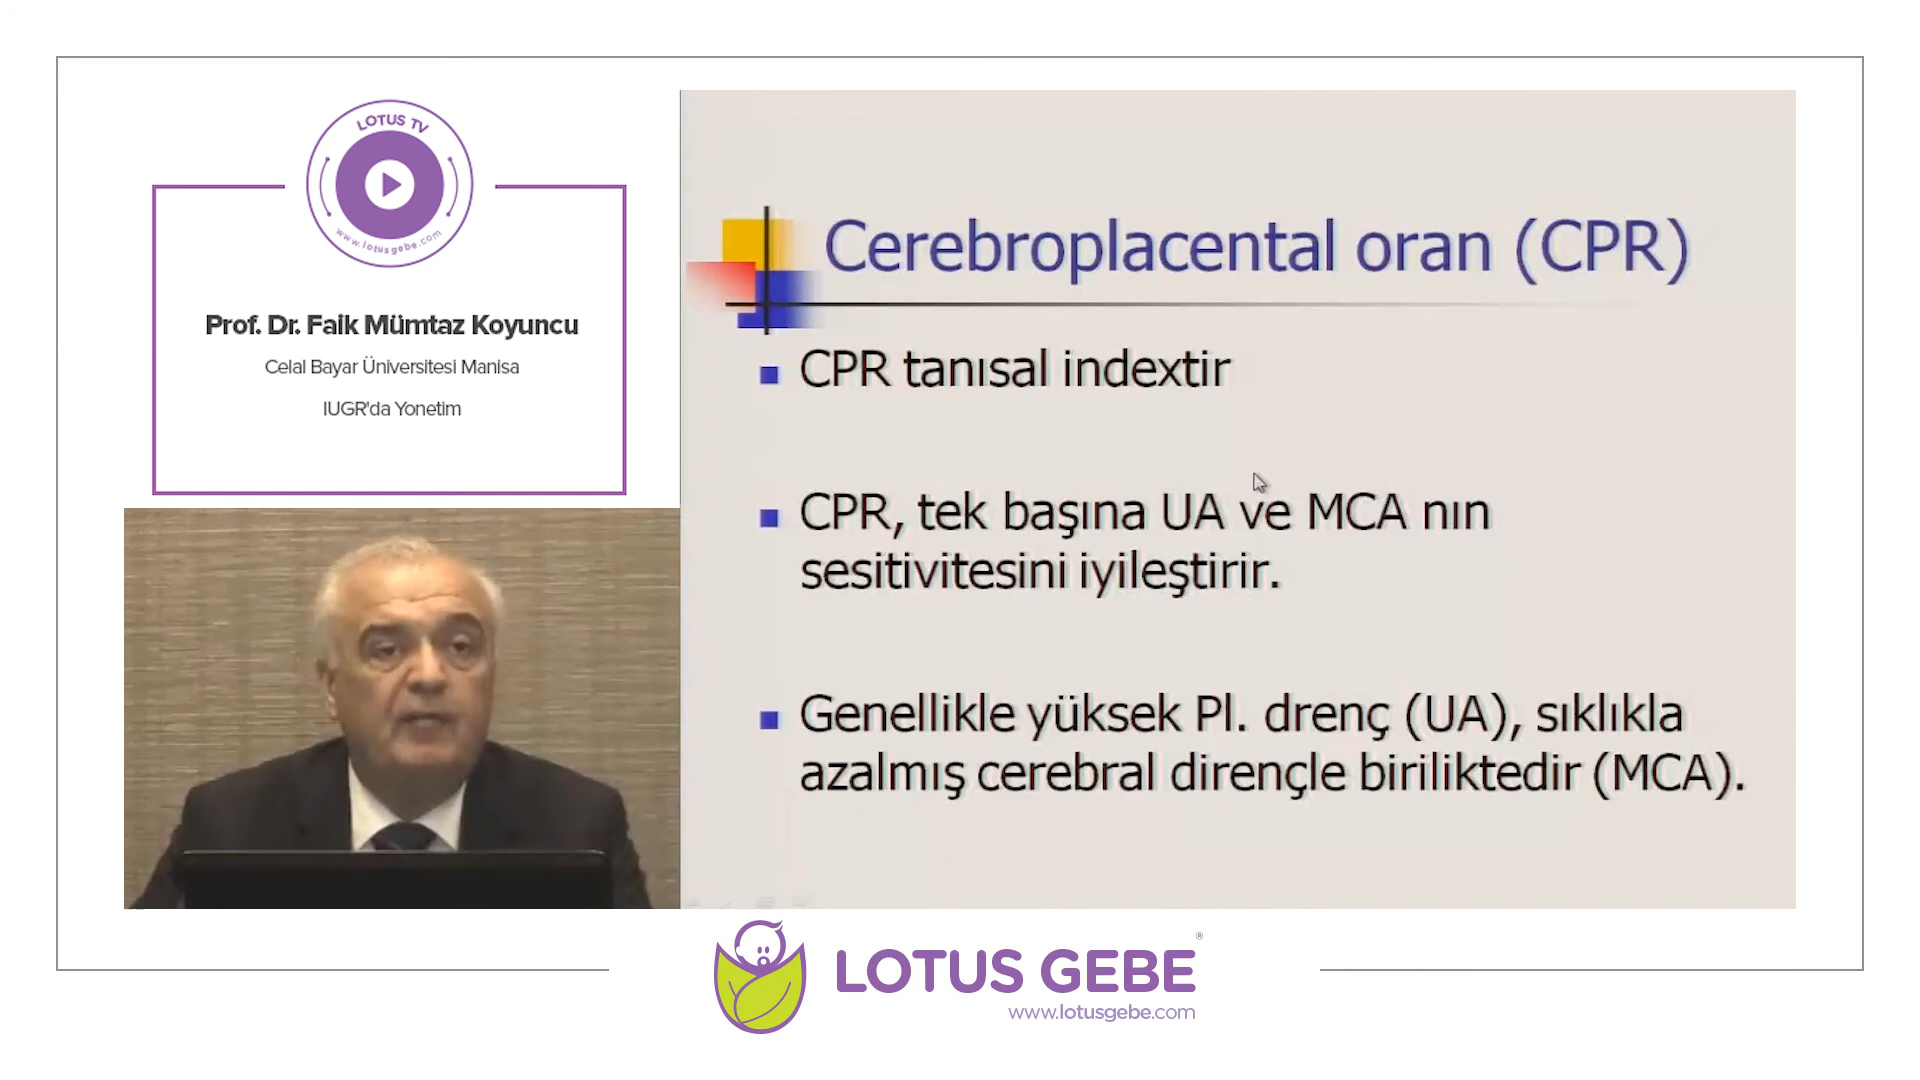 LOTUS TV
www.lotusgebe.com
Prof. Dr. Faik Mümtaz Koyuncu
Celal Bayar Üniversitesi Manisa
IUGR'da Yonetim
Cerebroplacental oran (CPR)
CPR tanısal indextir
CPR, tek başına UA ve MCA nın
sesitivitesini iyileştirir.
Genellikle yüksek Pl. drenç (UA), sıklıkla
azalmış cerebral dirençle biriliktedir (MCA).
LOTUS GEBE®
www.lotusgebe.com